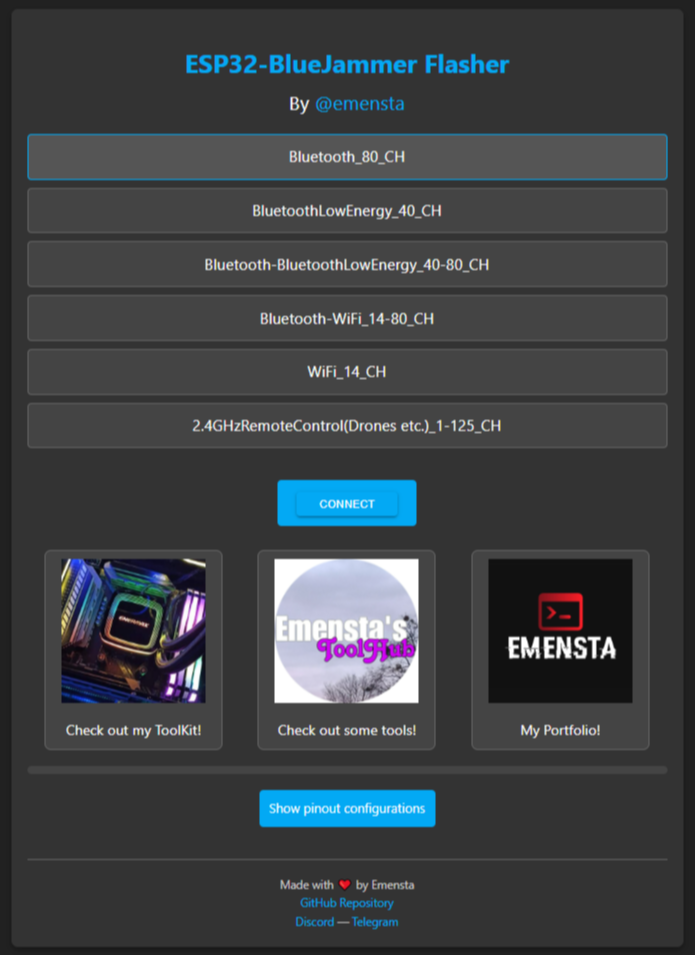 ESP32-BlueJammer Flasher
By @emensta
Bluetooth_80_CH
BluetoothLowEnergy_40_CH
Bluetooth-BluetoothLowEnergy_40-80_CH
Bluetooth-WiFi_14-80_CH
WiFi_14_CH
2.4GHzRemoteControl(Drones etc.)_1-125_CH
CONNECT
Emensta's
ToolHub
EMENSTA
Check out my ToolKit!
Check out some tools!
My Portfolio!
Show pinout configurations
Made with ❤️ by Emensta
GitHub Repository
Discord — Telegram